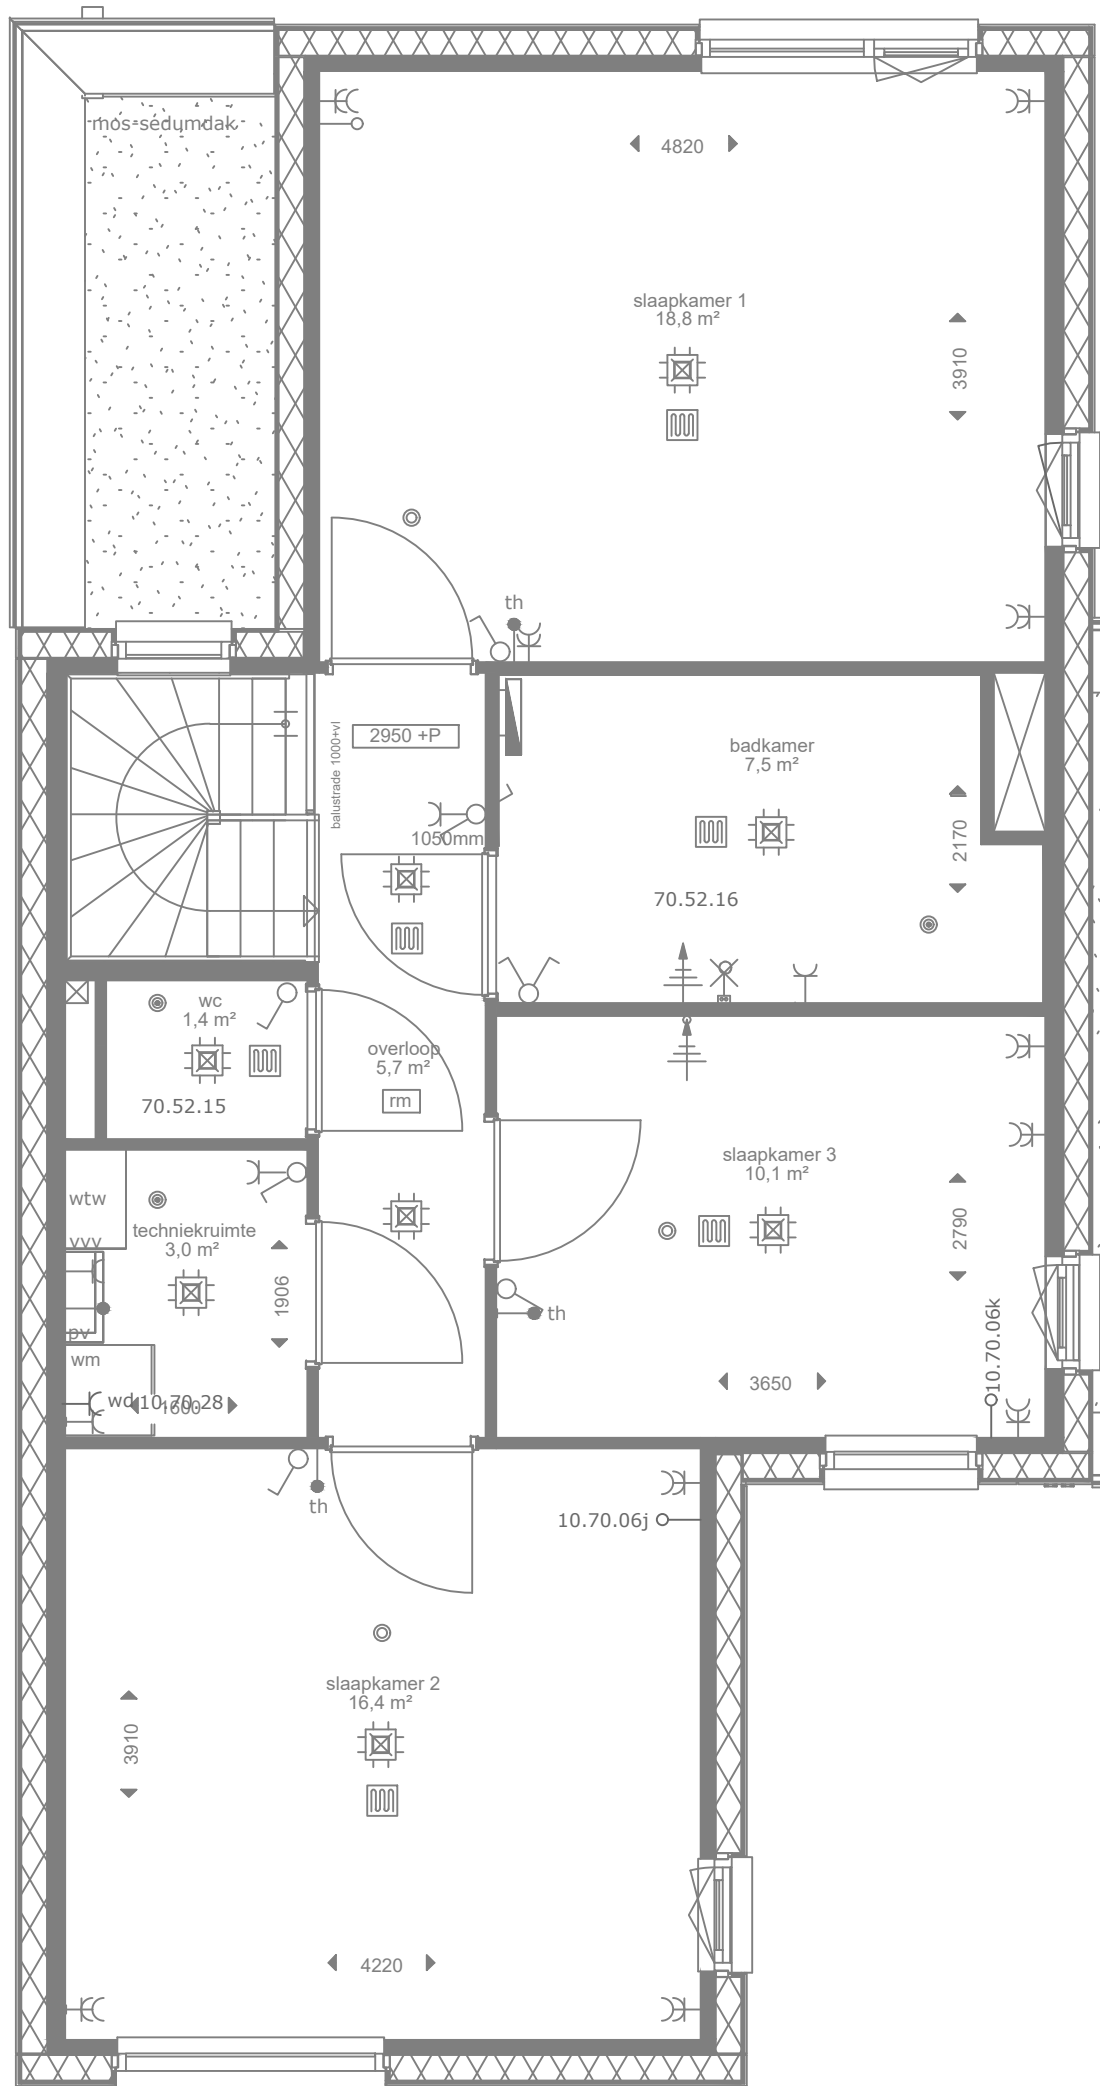 mos-sedumdak
4820
slaapkamer 1
18,8 m²
3910
th
2950 +P
balustrade 1000+vl
badkamer
7,5 m²
1050mm
2170
70.52.16
wc
1,4 m²
overloop
5,7 m²
rm
70.52.15
slaapkamer 3
10,1 m²
wtw
techniekruimte
3,0 m²
vvv
2790
1906
th
pv
wm
10.70.06k
3650
wd
10.70.28
1600
th
10.70.06j
slaapkamer 2
16,4 m²
3910
4220